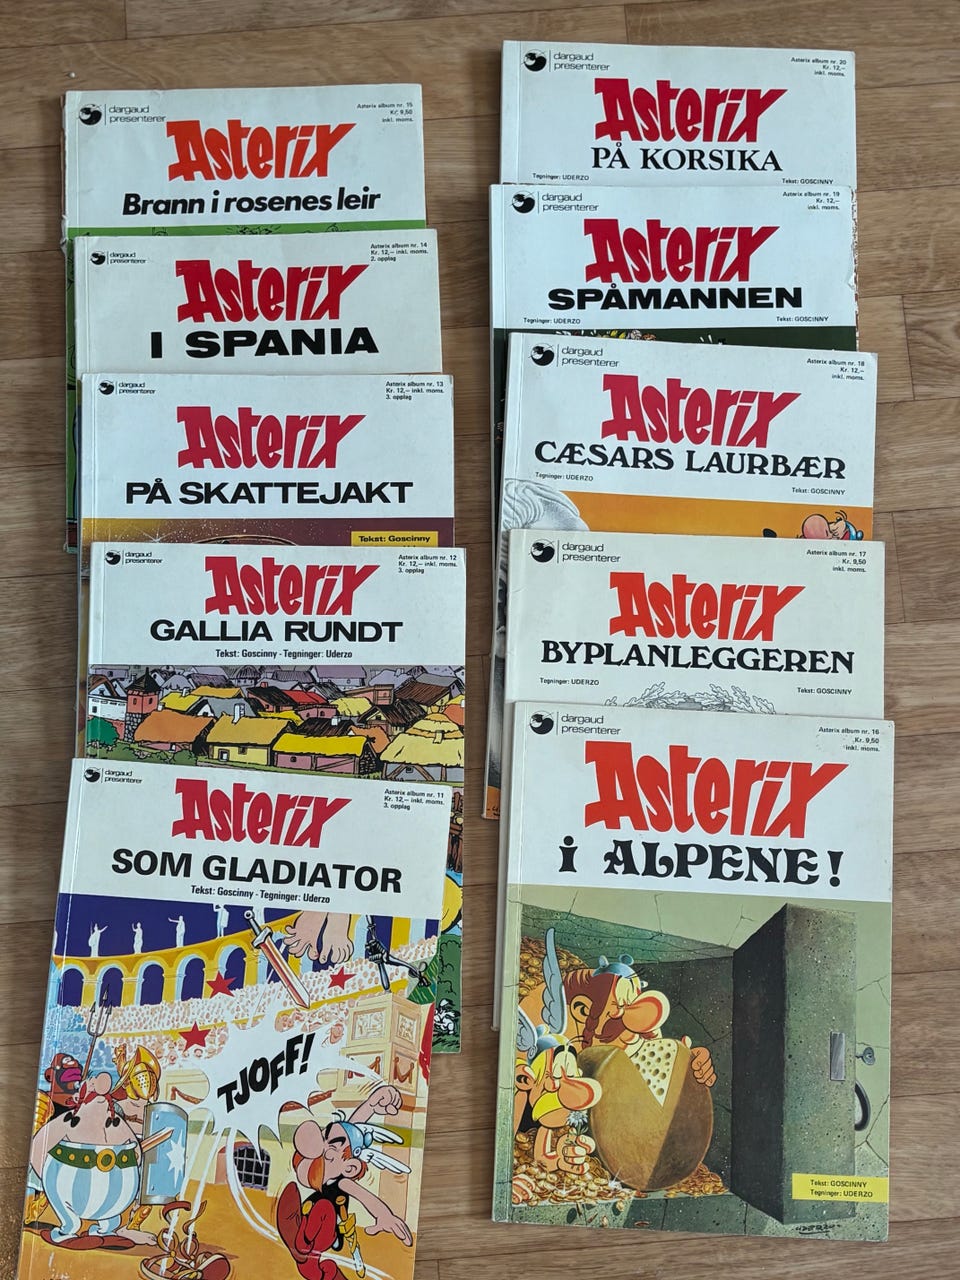 dargaud
presenterer
Asterix album nr. 15
Kr. 9,50
inkl. moms.
Asterix
Brann i rosenes leir
dargaud
presenterer
Asterix album nr. 14
Kr. 12,– inkl. moms.
2. opplag
Asterix
I SPANIA
dargaud
presenterer
Asterix album nr. 13
Kr. 12,– inkl. moms.
3. opplag
Asterix
PÅ SKATTEJAKT
Tekst: Goscinny
dargaud
presenterer
Asterix album nr. 12
Kr. 12,– inkl. moms.
3. opplag
Asterix
GALLIA RUNDT
Tekst: Goscinny - Tegninger: Uderzo
dargaud
presenterer
Asterix album nr. 11
Kr. 12,– inkl. moms.
3. opplag
Asterix
SOM GLADIATOR
Tekst: Goscinny - Tegninger: Uderzo
TJOFF!
dargaud
presenterer
Asterix album nr. 20
Kr. 12,–
inkl. moms.
Asterix
PÅ KORSIKA
Tegninger: UDERZO
Tekst: GOSCINNY
dargaud
presenterer
Asterix album nr. 19
Kr. 12,–
inkl. moms.
Asterix
SPÅMANNEN
Tegninger: UDERZO
Tekst: GOSCINNY
dargaud
presenterer
Asterix album nr. 18
Kr. 12,–
inkl. moms.
Asterix
CÆSARS LAURBÆR
Tegninger: UDERZO
Tekst: GOSCINNY
dargaud
presenterer
Asterix album nr. 17
Kr. 9,50
inkl. moms.
Asterix
BYPLANLEGGEREN
Tegninger: UDERZO
Tekst: GOSCINNY
dargaud
presenterer
Asterix album nr. 16
Kr. 9,50
inkl. moms.
Asterix
i ALPENE!
Tekst: GOSCINNY
Tegninger: UDERZO
UDERZO